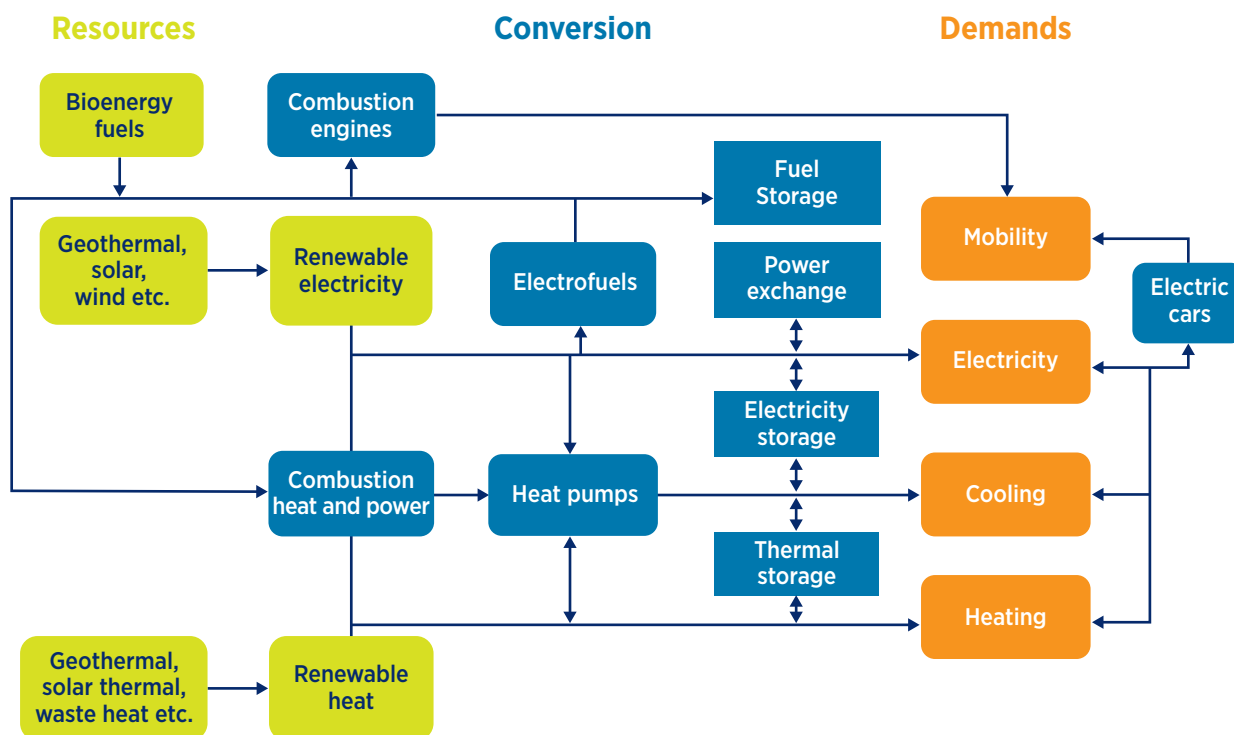 Resources
Conversion
Demands
Bioenergy
fuels
Combustion
engines
Fuel
Storage
Geothermal,
solar,
wind etc.
Renewable
electricity
Electrofuels
Power
exchange
Mobility
Electric
cars
Electricity
Electricity
storage
Combustion
heat and power
Heat pumps
Cooling
Thermal
storage
Heating
Geothermal,
solar thermal,
waste heat etc.
Renewable
heat